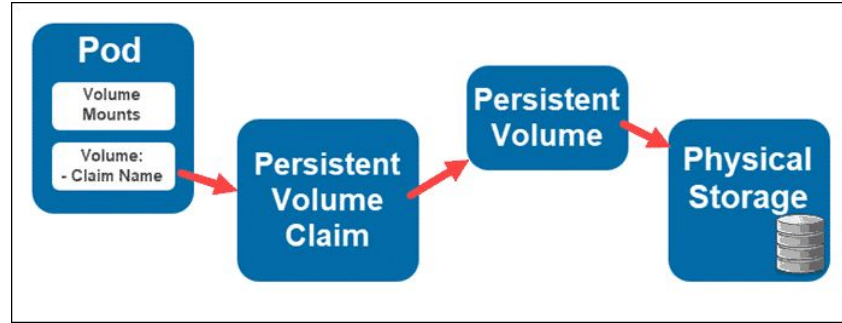 Pod
Volume
Mounts
Volume:
- Claim Name
Persistent
Volume
Claim
Persistent
Volume
Physical
Storage